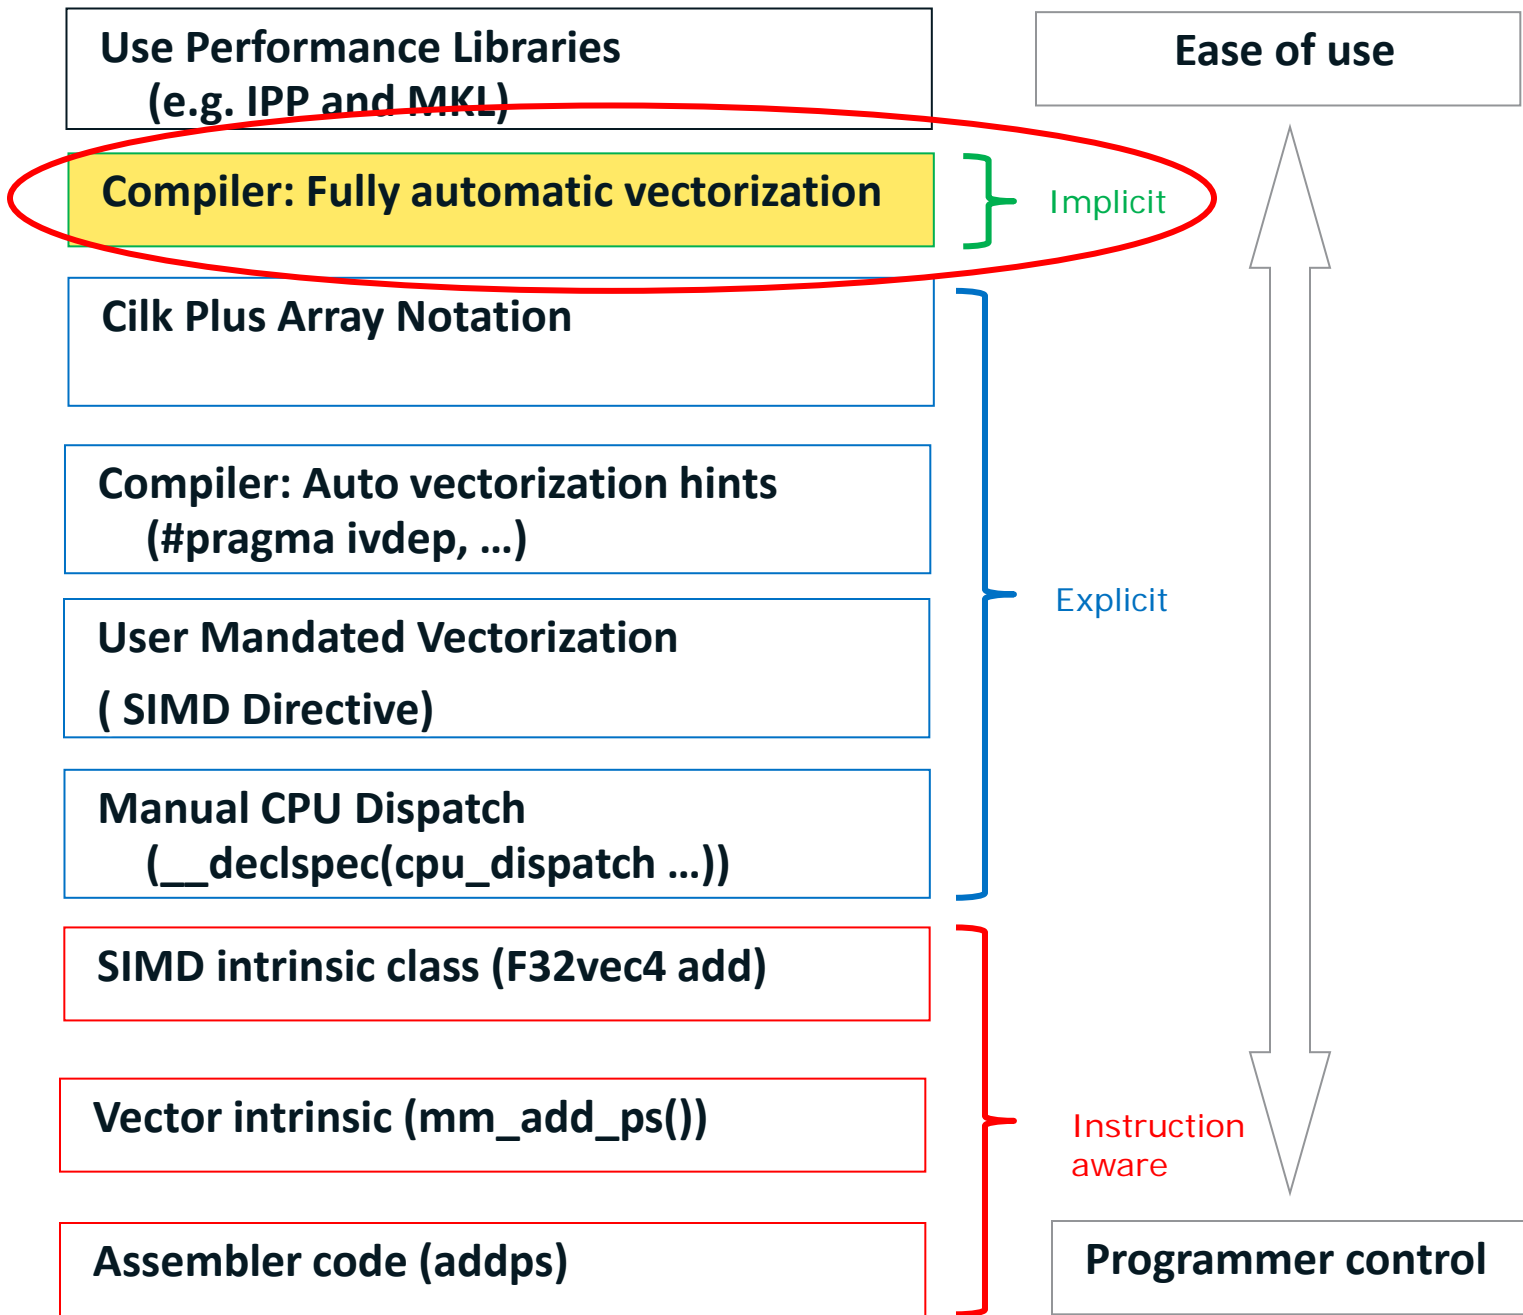 Use Performance Libraries
(e.g. IPP and MKL)
Ease of use
Compiler: Fully automatic vectorization
Implicit
Cilk Plus Array Notation
Compiler: Auto vectorization hints
(#pragma ivdep, …)
Explicit
User Mandated Vectorization
( SIMD Directive)
Manual CPU Dispatch
(__declspec(cpu_dispatch …))
SIMD intrinsic class (F32vec4 add)
Vector intrinsic (mm_add_ps())
Instruction
aware
Assembler code (addps)
Programmer control